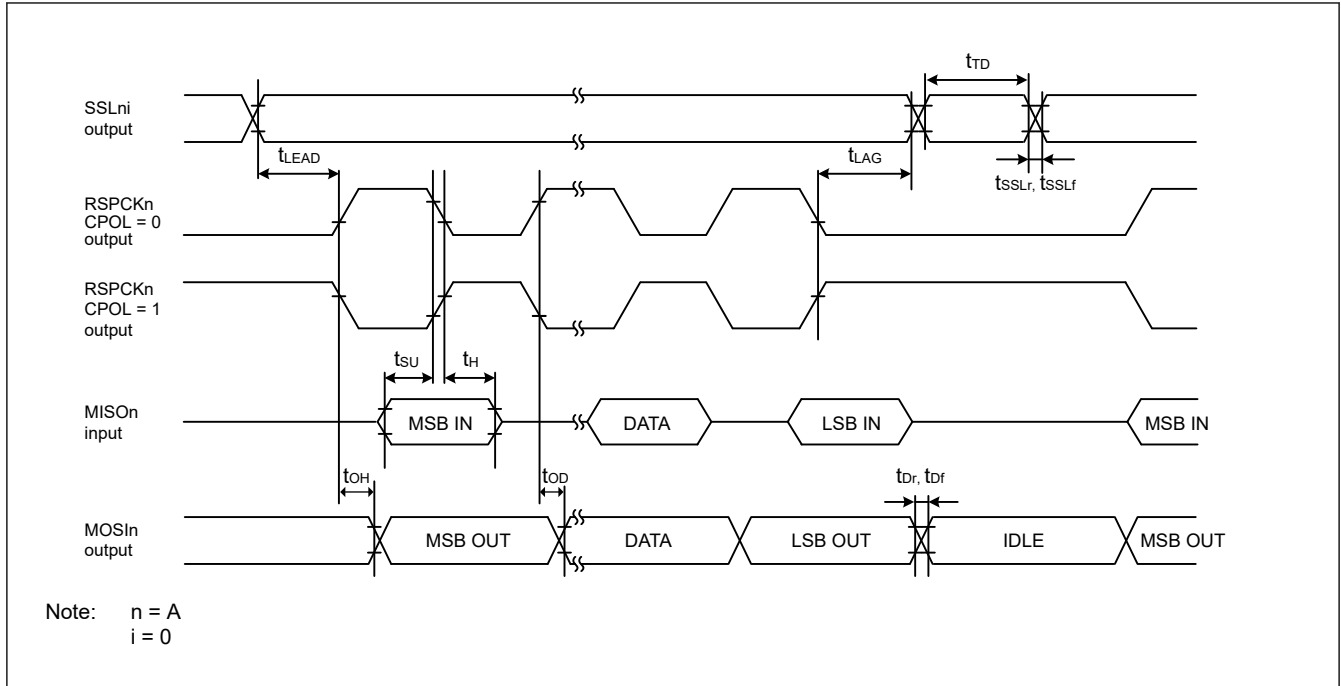 tTD
SSLni
output
tLEAD
tLAG
tSSLr, tSSLf
RSPCKn
CPOL = 0
output
RSPCKn
CPOL = 1
output
tSU
tH
MISOn
input
MSB IN
DATA
LSB IN
MSB IN
tOH
tOD
tDr, tDf
MOSIn
output
MSB OUT
DATA
LSB OUT
IDLE
MSB OUT
Note: n = A
i = 0